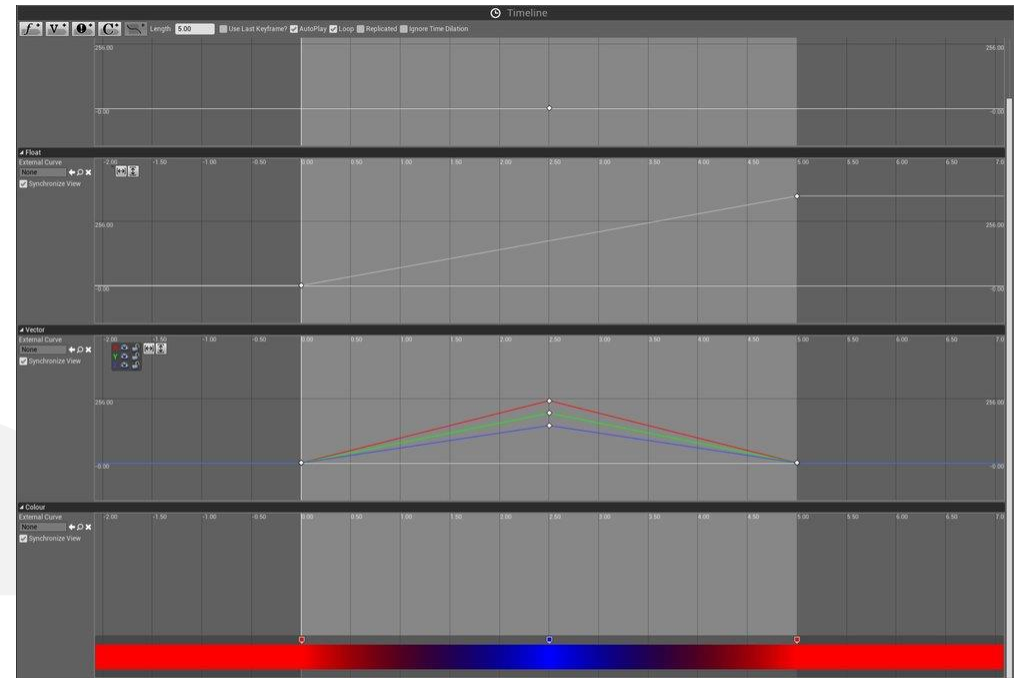 Timeline
f+ V+ !+ C+ Length 5.00 Use Last Keyframe? AutoPlay Loop Replicated Ignore Time Dilation
256.00 256.00
-0.00 -0.00
Float
External Curve -2.00 -1.50 -1.00 -0.50 0.00 0.50 1.00 1.50 2.00 2.50 3.00 3.50 4.00 4.50 5.00 5.50 6.00 6.50 7.0
None
Synchronize View
256.00 256.00
-0.00 -0.00
Vector
External Curve -2.00 -1.50 -1.00 -0.50 0.00 0.50 1.00 1.50 2.00 2.50 3.00 3.50 4.00 4.50 5.00 5.50 6.00 6.50 7.0
None
Y
Synchronize View
256.00 256.00
-0.00 -0.00
Colour
External Curve -2.00 -1.50 -1.00 -0.50 0.00 0.50 1.00 1.50 2.00 2.50 3.00 3.50 4.00 4.50 5.00 5.50 6.00 6.50 7.0
None
Synchronize View